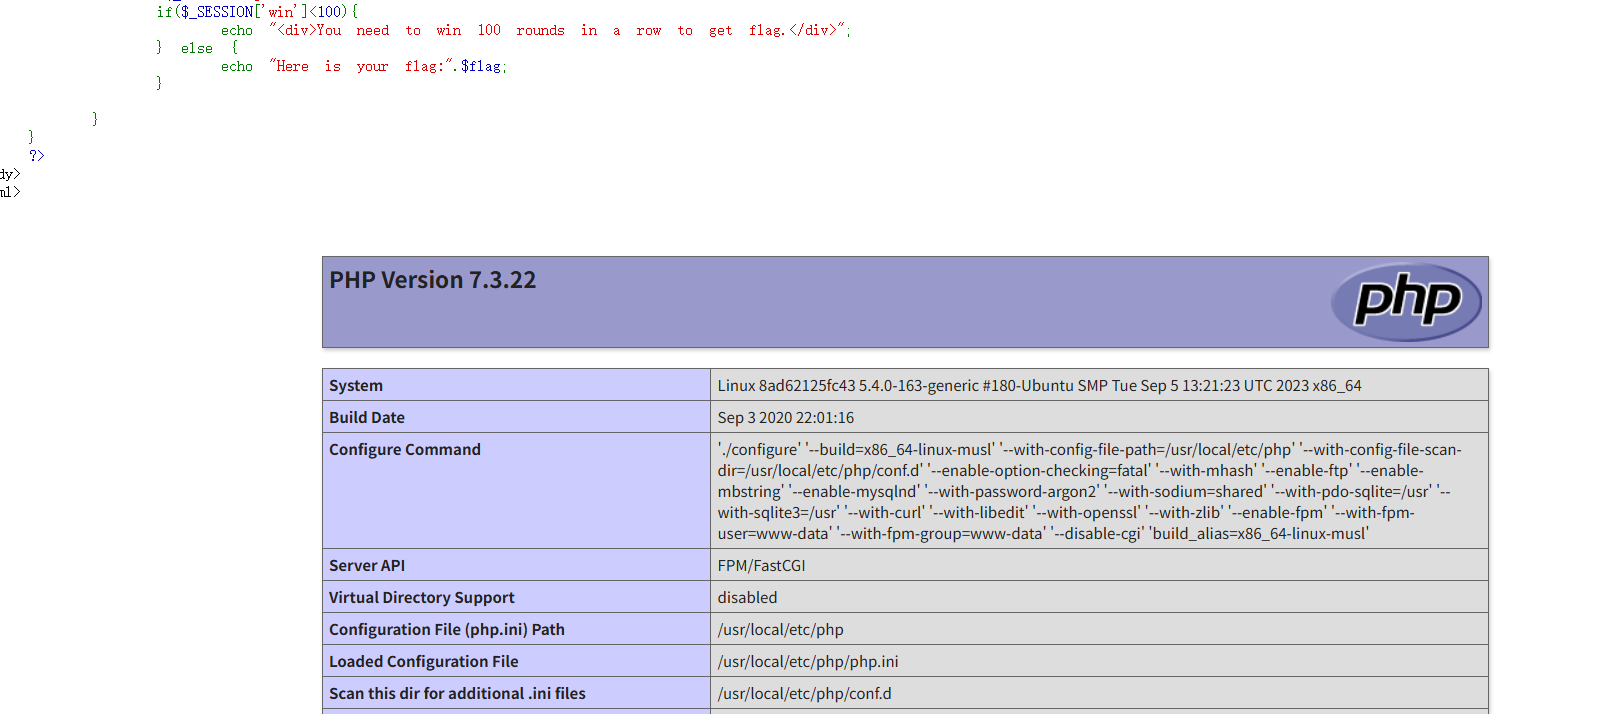 if($_SESSION['win']<100){
echo "<div>You need to win 100 rounds in a row to get flag.</div>";
} else {
echo "Here is your flag:".$flag;
}
}
}
?>
dy>
ml>
PHP Version 7.3.22
php
System Linux 8ad62125fc43 5.4.0-163-generic #180-Ubuntu SMP Tue Sep 5 13:21:23 UTC 2023 x86_64
Build Date Sep 3 2020 22:01:16
Configure Command './configure' '--build=x86_64-linux-musl' '--with-config-file-path=/usr/local/etc/php' '--with-config-file-scan-
dir=/usr/local/etc/php/conf.d' '--enable-option-checking=fatal' '--with-mhash' '--enable-ftp' '--enable-
mbstring' '--enable-mysqlnd' '--with-password-argon2' '--with-sodium=shared' '--with-pdo-sqlite=/usr' '--
with-sqlite3=/usr' '--with-curl' '--with-libedit' '--with-openssl' '--with-zlib' '--enable-fpm' '--with-fpm-
user=www-data' '--with-fpm-group=www-data' '--disable-cgi' 'build_alias=x86_64-linux-musl'
Server API FPM/FastCGI
Virtual Directory Support disabled
Configuration File (php.ini) Path /usr/local/etc/php
Loaded Configuration File /usr/local/etc/php/php.ini
Scan this dir for additional .ini files /usr/local/etc/php/conf.d